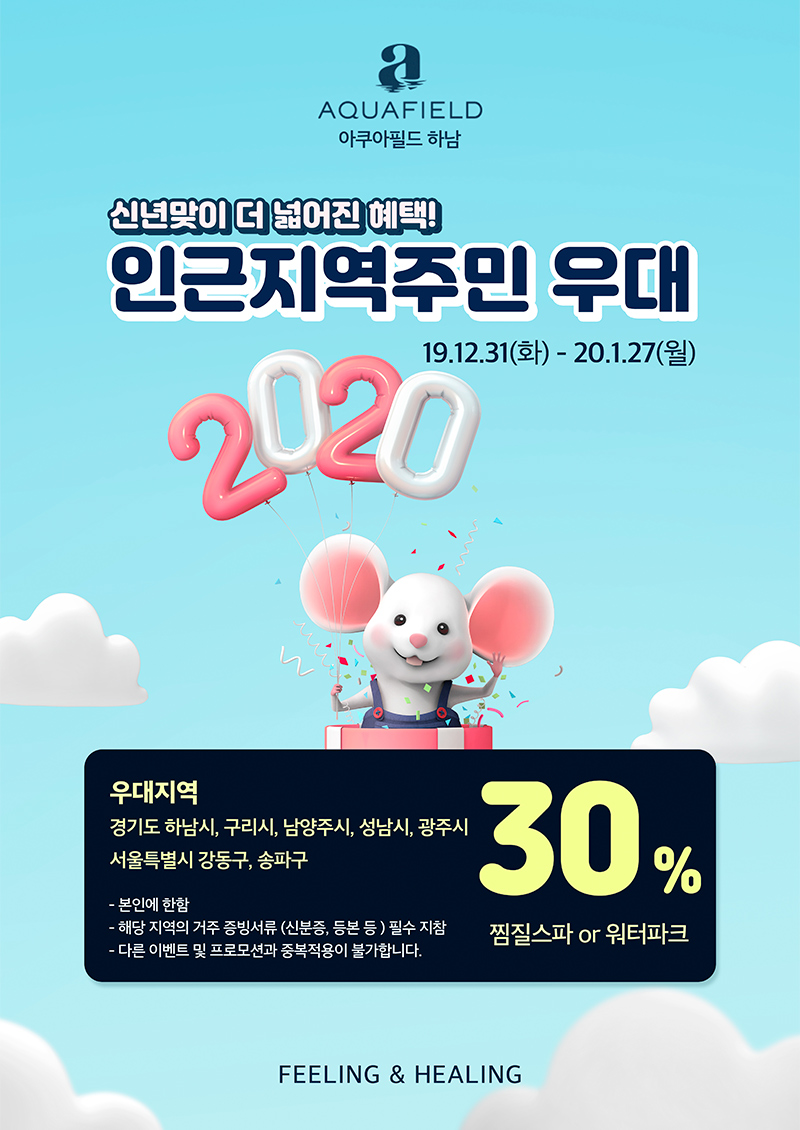 a
AQUAFIELD
아쿠아필드 하남
신년맞이 더 넓어진 혜택!
인근지역주민 우대
19.12.31(화) - 20.1.27(월)
2020
우대지역
경기도 하남시, 구리시, 남양주시, 성남시, 광주시
서울특별시 강동구, 송파구
- 본인에 한함
- 해당 지역의 거주 증빙서류 (신분증, 등본 등 ) 필수 지참
- 다른 이벤트 및 프로모션과 중복적용이 불가합니다.
30 %
찜질스파 or 워터파크
FEELING & HEALING